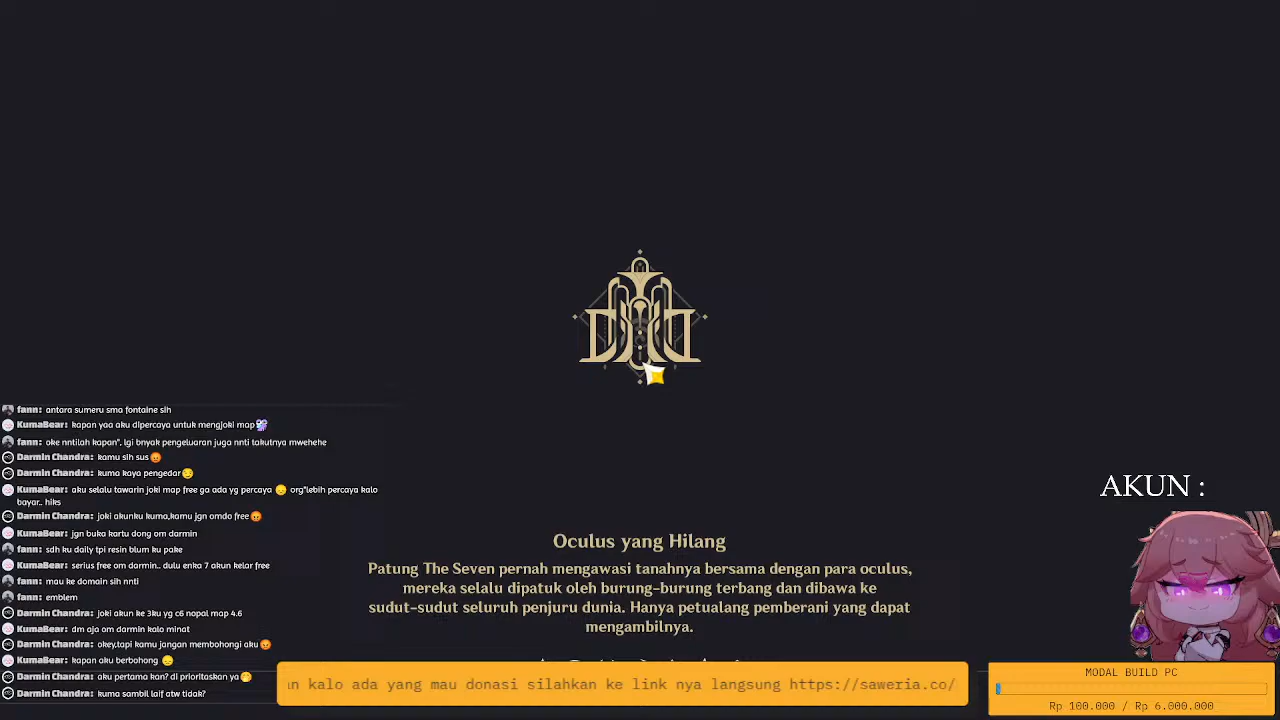 fann: antara sumeru sma fontaine sih
KumaBear: kapan yaa aku dipercaya untuk mengjoki map
fann: oke nntilah kapan", lgi bnyak pengeluaran juga nnti takutnya mwehehe
Darmin Chandra: kamu sih sus
Darmin Chandra: kuma kaya pengedar
KumaBear: aku selalu tawarin joki map free ga ada yg percaya org"lebih percaya kalo
bayar.. hiks
Darmin Chandra: joki akunku kuma,kamu jgn omdo free
KumaBear: jgn buka kartu dong om darmin
fann: sdh ku daily tpi resin blum ku pake
KumaBear: serius free om darmin.. dulu enka 7 akun kelar free
fann: mau ke domain sih nnti
fann: emblem
Darmin Chandra: joki akun ke 3ku yg c6 nopal map 4.6
KumaBear: dm aja om darmin kalo minat
Darmin Chandra: okey,tapi kamu jangan membohongi aku
KumaBear: kapan aku berbohong
Darmin Chandra: aku pertama kan? di prioritaskan ya
Darmin Chandra: kuma sambil laif atw tidak?
Oculus yang Hilang
Patung The Seven pernah mengawasi tanahnya bersama dengan para oculus,
mereka selalu dipatuk oleh burung-burung terbang dan dibawa ke
sudut-sudut seluruh penjuru dunia. Hanya petualang pemberani yang dapat
mengambilnya.
kalo ada yang mau donasi silahkan ke link nya langsung https://saweria.co/
AKUN :
MODAL BUILD PC
Rp 100.000 / Rp 6.000.000